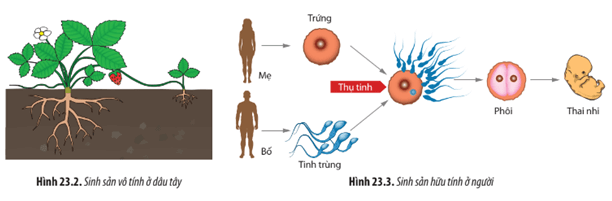 Trứng
Mẹ
Thụ tinh
Phôi
Thai nhi
Bố
Tinh trùng
Hình 23.2. Sinh sản vô tính ở dâu tây
Hình 23.3. Sinh sản hữu tính ở người